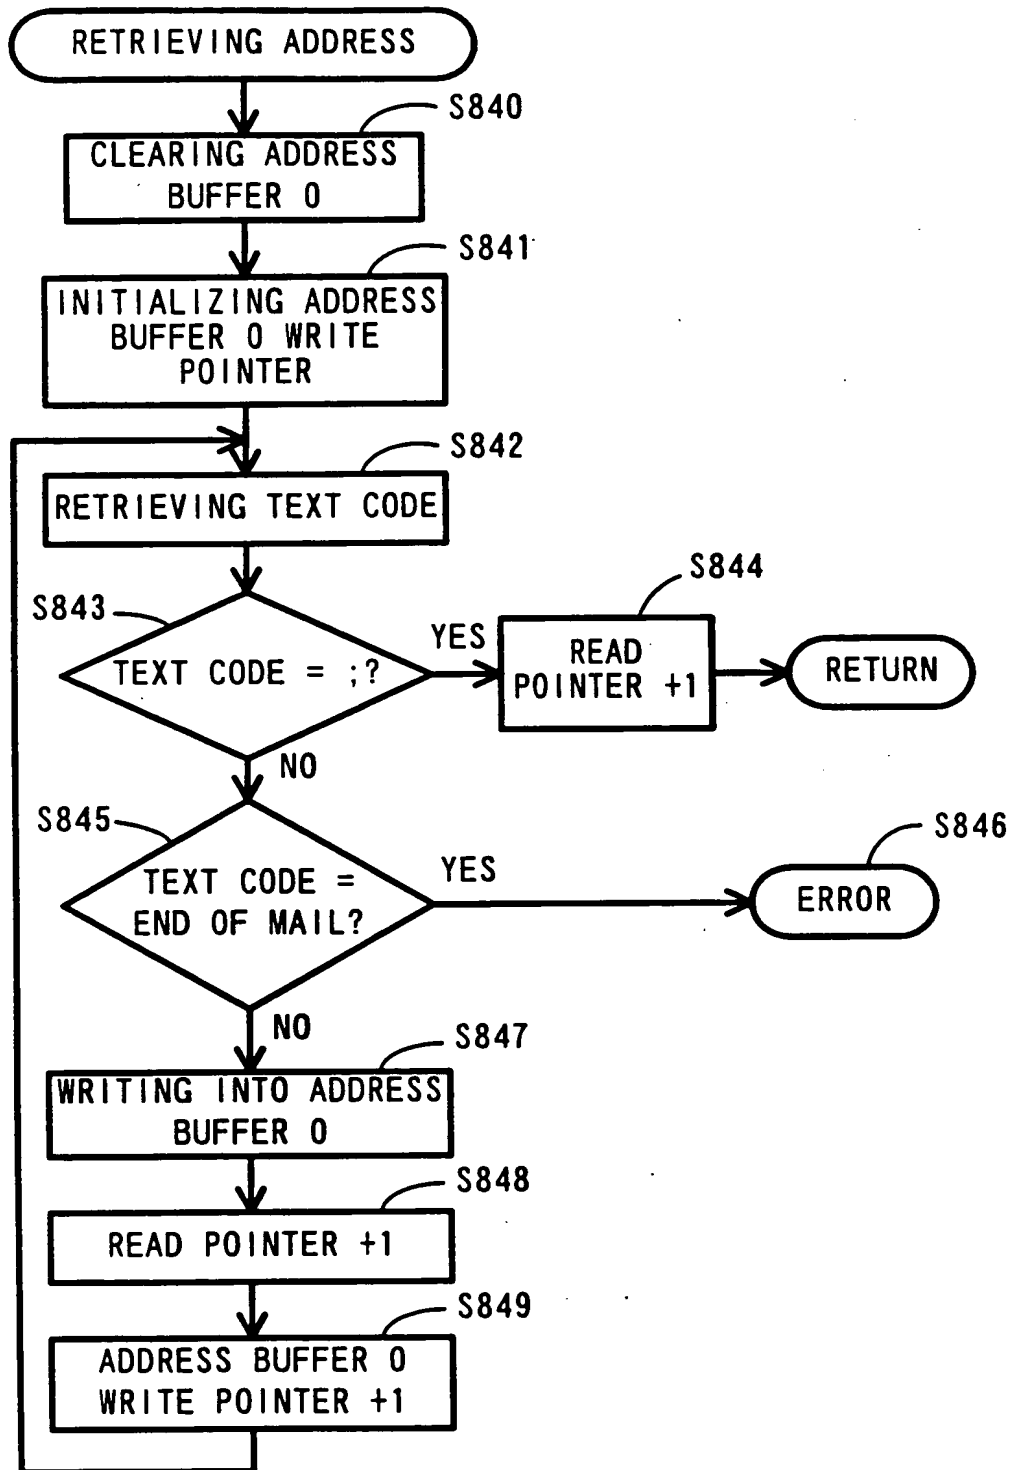 RETRIEVING ADDRESS
S840
CLEARING ADDRESS
BUFFER 0
S841
INITIALIZING ADDRESS
BUFFER 0 WRITE
POINTER
S842
RETRIEVING TEXT CODE
S843
TEXT CODE = ;?
YES
S844
READ
POINTER +1
RETURN
NO
S845
TEXT CODE =
END OF MAIL?
YES
S846
ERROR
NO
S847
WRITING INTO ADDRESS
BUFFER 0
S848
READ POINTER +1
S849
ADDRESS BUFFER 0
WRITE POINTER +1